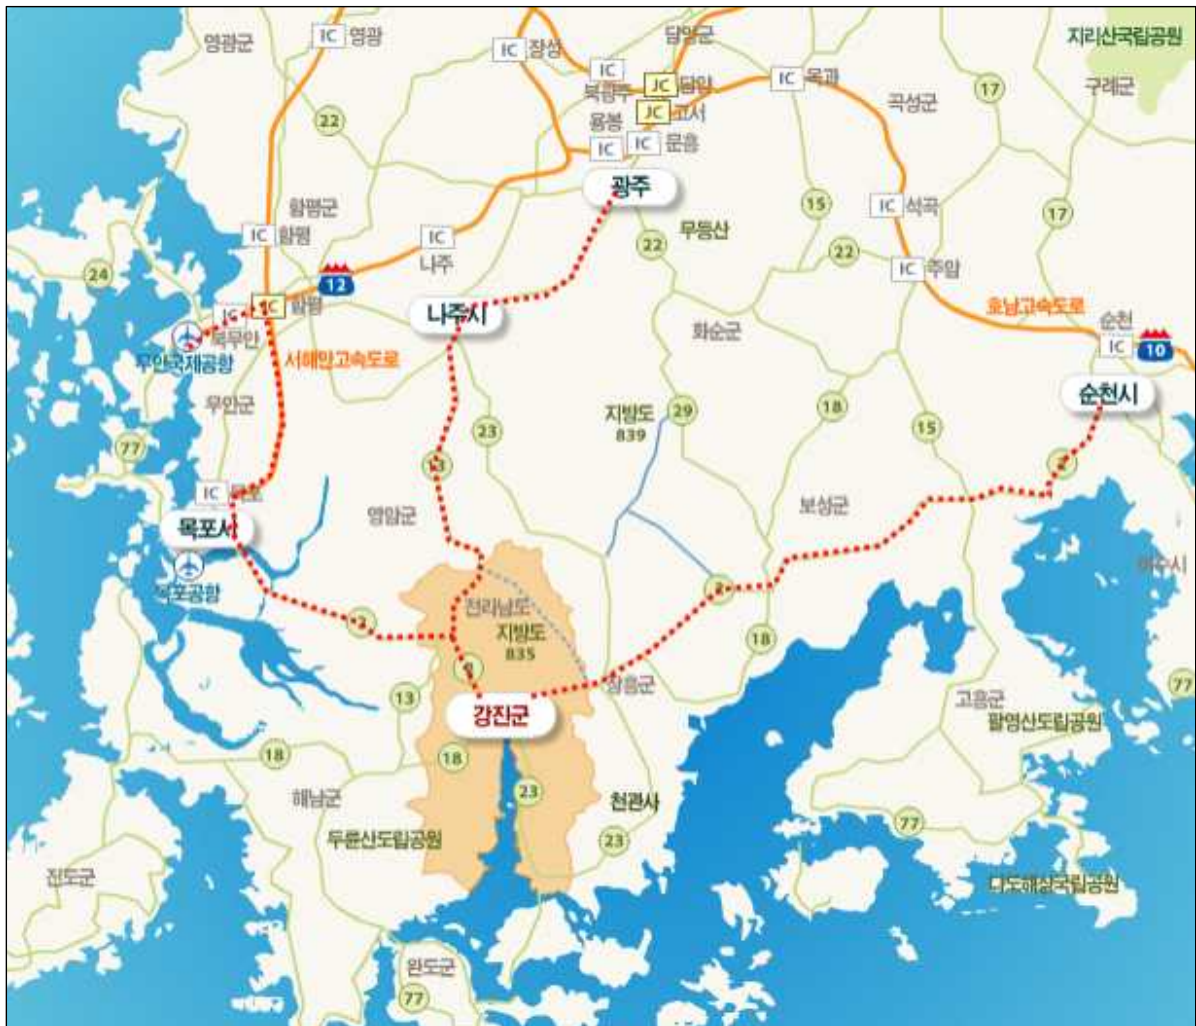 영광군
IC 영광
IC 장성
담양군
지리산국립공원
IC
북광주
JC 담양
IC 옥과
17
구례군
곡성군
JC 고서
용봉
22
IC
IC 문흥
광주
함평군
15
IC 석곡
17
IC 함평
IC
나주
22
무등산
22
24
12
IC 주암
호남고속도로
순천
IC
10
JC 함평
IC
북무안
나주시
화순군
무안국제공항
서해안고속도로
순천시
무안군
지방도
839
29
18
15
23
77
13
2
IC 목포
보성군
영암군
목포시
목포공항
여수시
2
전라남도
2
지방도
835
18
장흥군
13
77
강진군
고흥군
팔영산도립공원
18
18
23
해남군
천관사
두륜산도립공원
23
77
다도해상국립공원
완도군
77